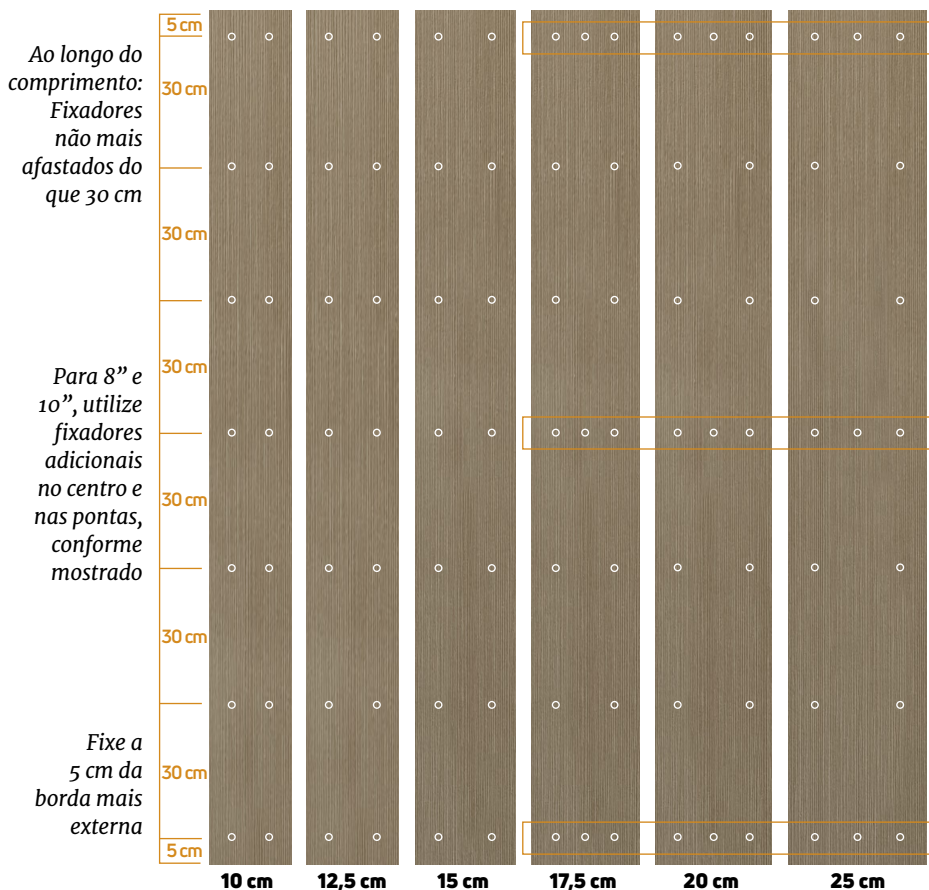 5 cm
Ao longo do
comprimento:
Fixadores
não mais
afastados do
que 30 cm
30 cm
30 cm
30 cm
Para 8” e
10”, utilize
fixadores
adicionais
no centro e
nas pontas,
conforme
mostrado
30 cm
30 cm
30 cm
Fixe a
5 cm da
borda mais
externa
5 cm
10 cm
12,5 cm
15 cm
17,5 cm
20 cm
25 cm